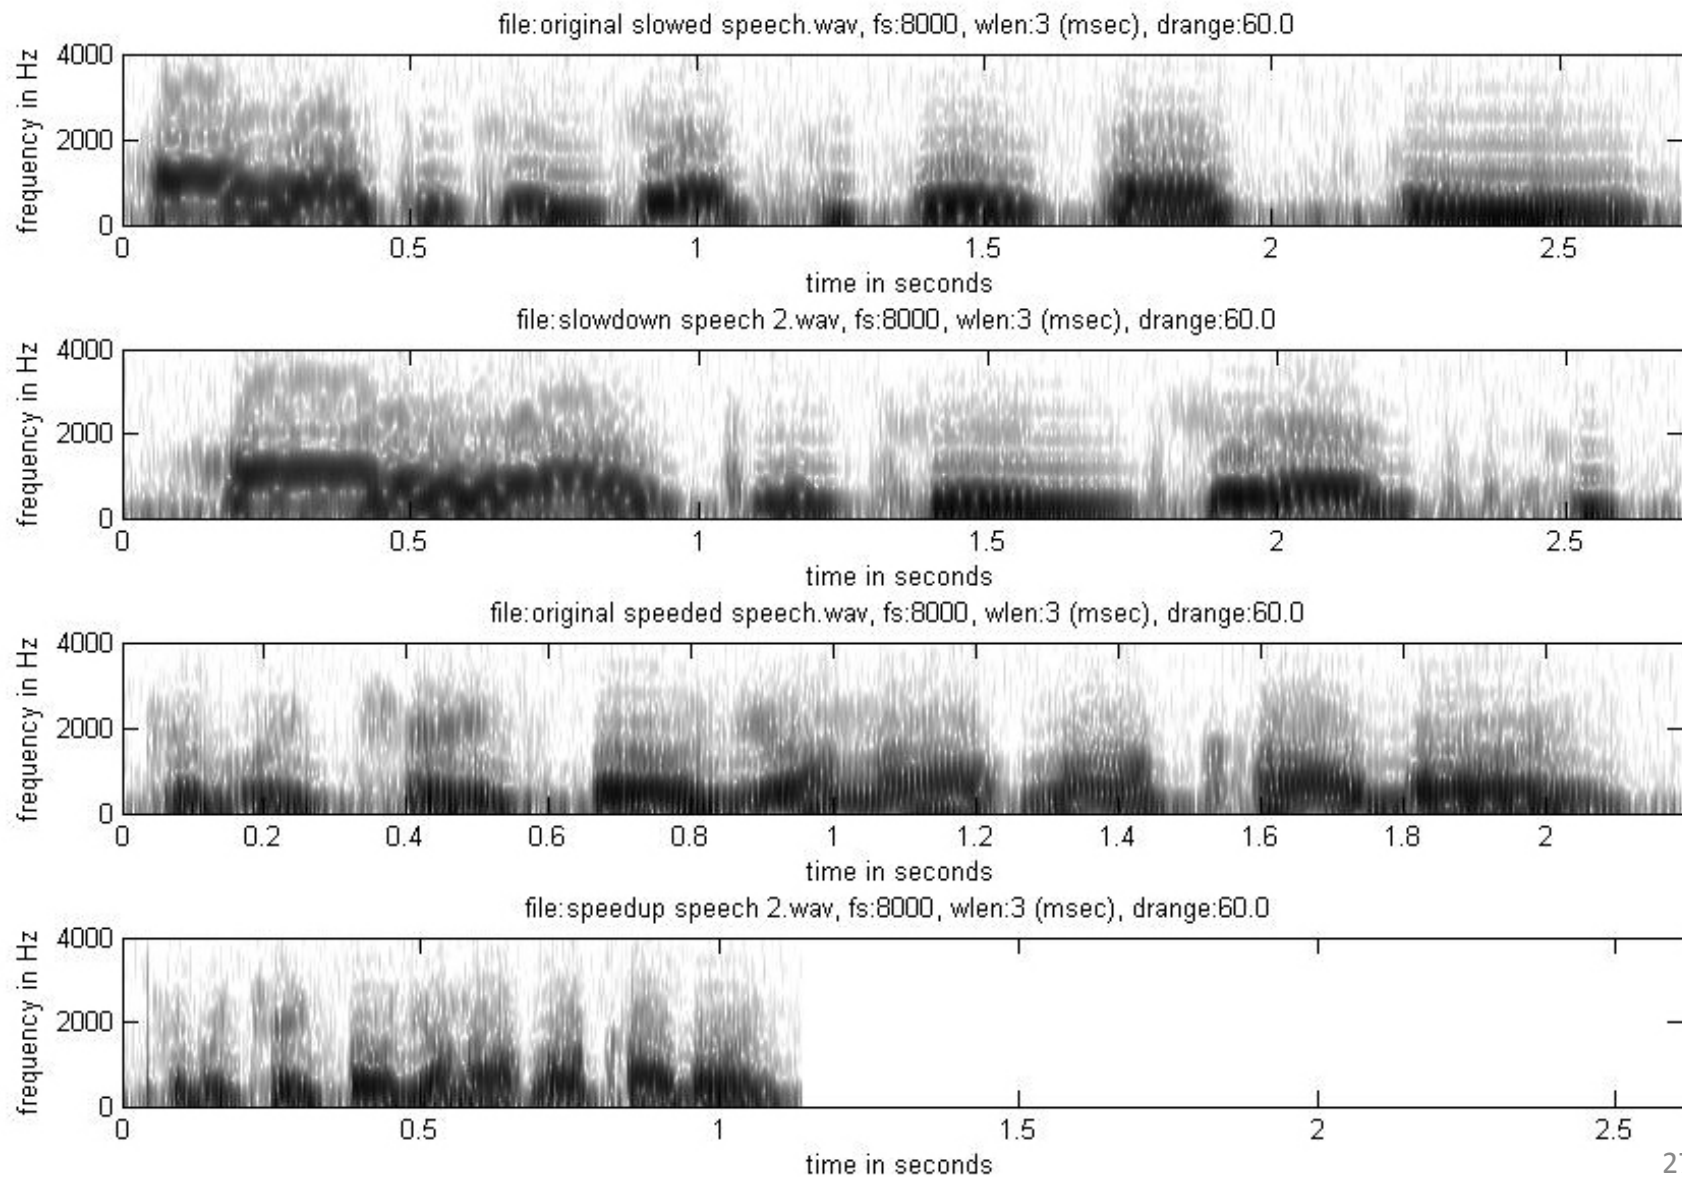 file:original slowed speech.wav, fs:8000, wlen:3 (msec), drange:60.0
frequency in Hz
4000
2000
0
0 0.5 1 1.5 2 2.5
time in seconds
file:slowdown speech 2.wav, fs:8000, wlen:3 (msec), drange:60.0
frequency in Hz
4000
2000
0
0 0.5 1 1.5 2 2.5
time in seconds
file:original speeded speech.wav, fs:8000, wlen:3 (msec), drange:60.0
frequency in Hz
4000
2000
0
0 0.2 0.4 0.6 0.8 1 1.2 1.4 1.6 1.8 2
time in seconds
file:speedup speech 2.wav, fs:8000, wlen:3 (msec), drange:60.0
frequency in Hz
4000
2000
0
0 0.5 1 1.5 2 2.5
time in seconds